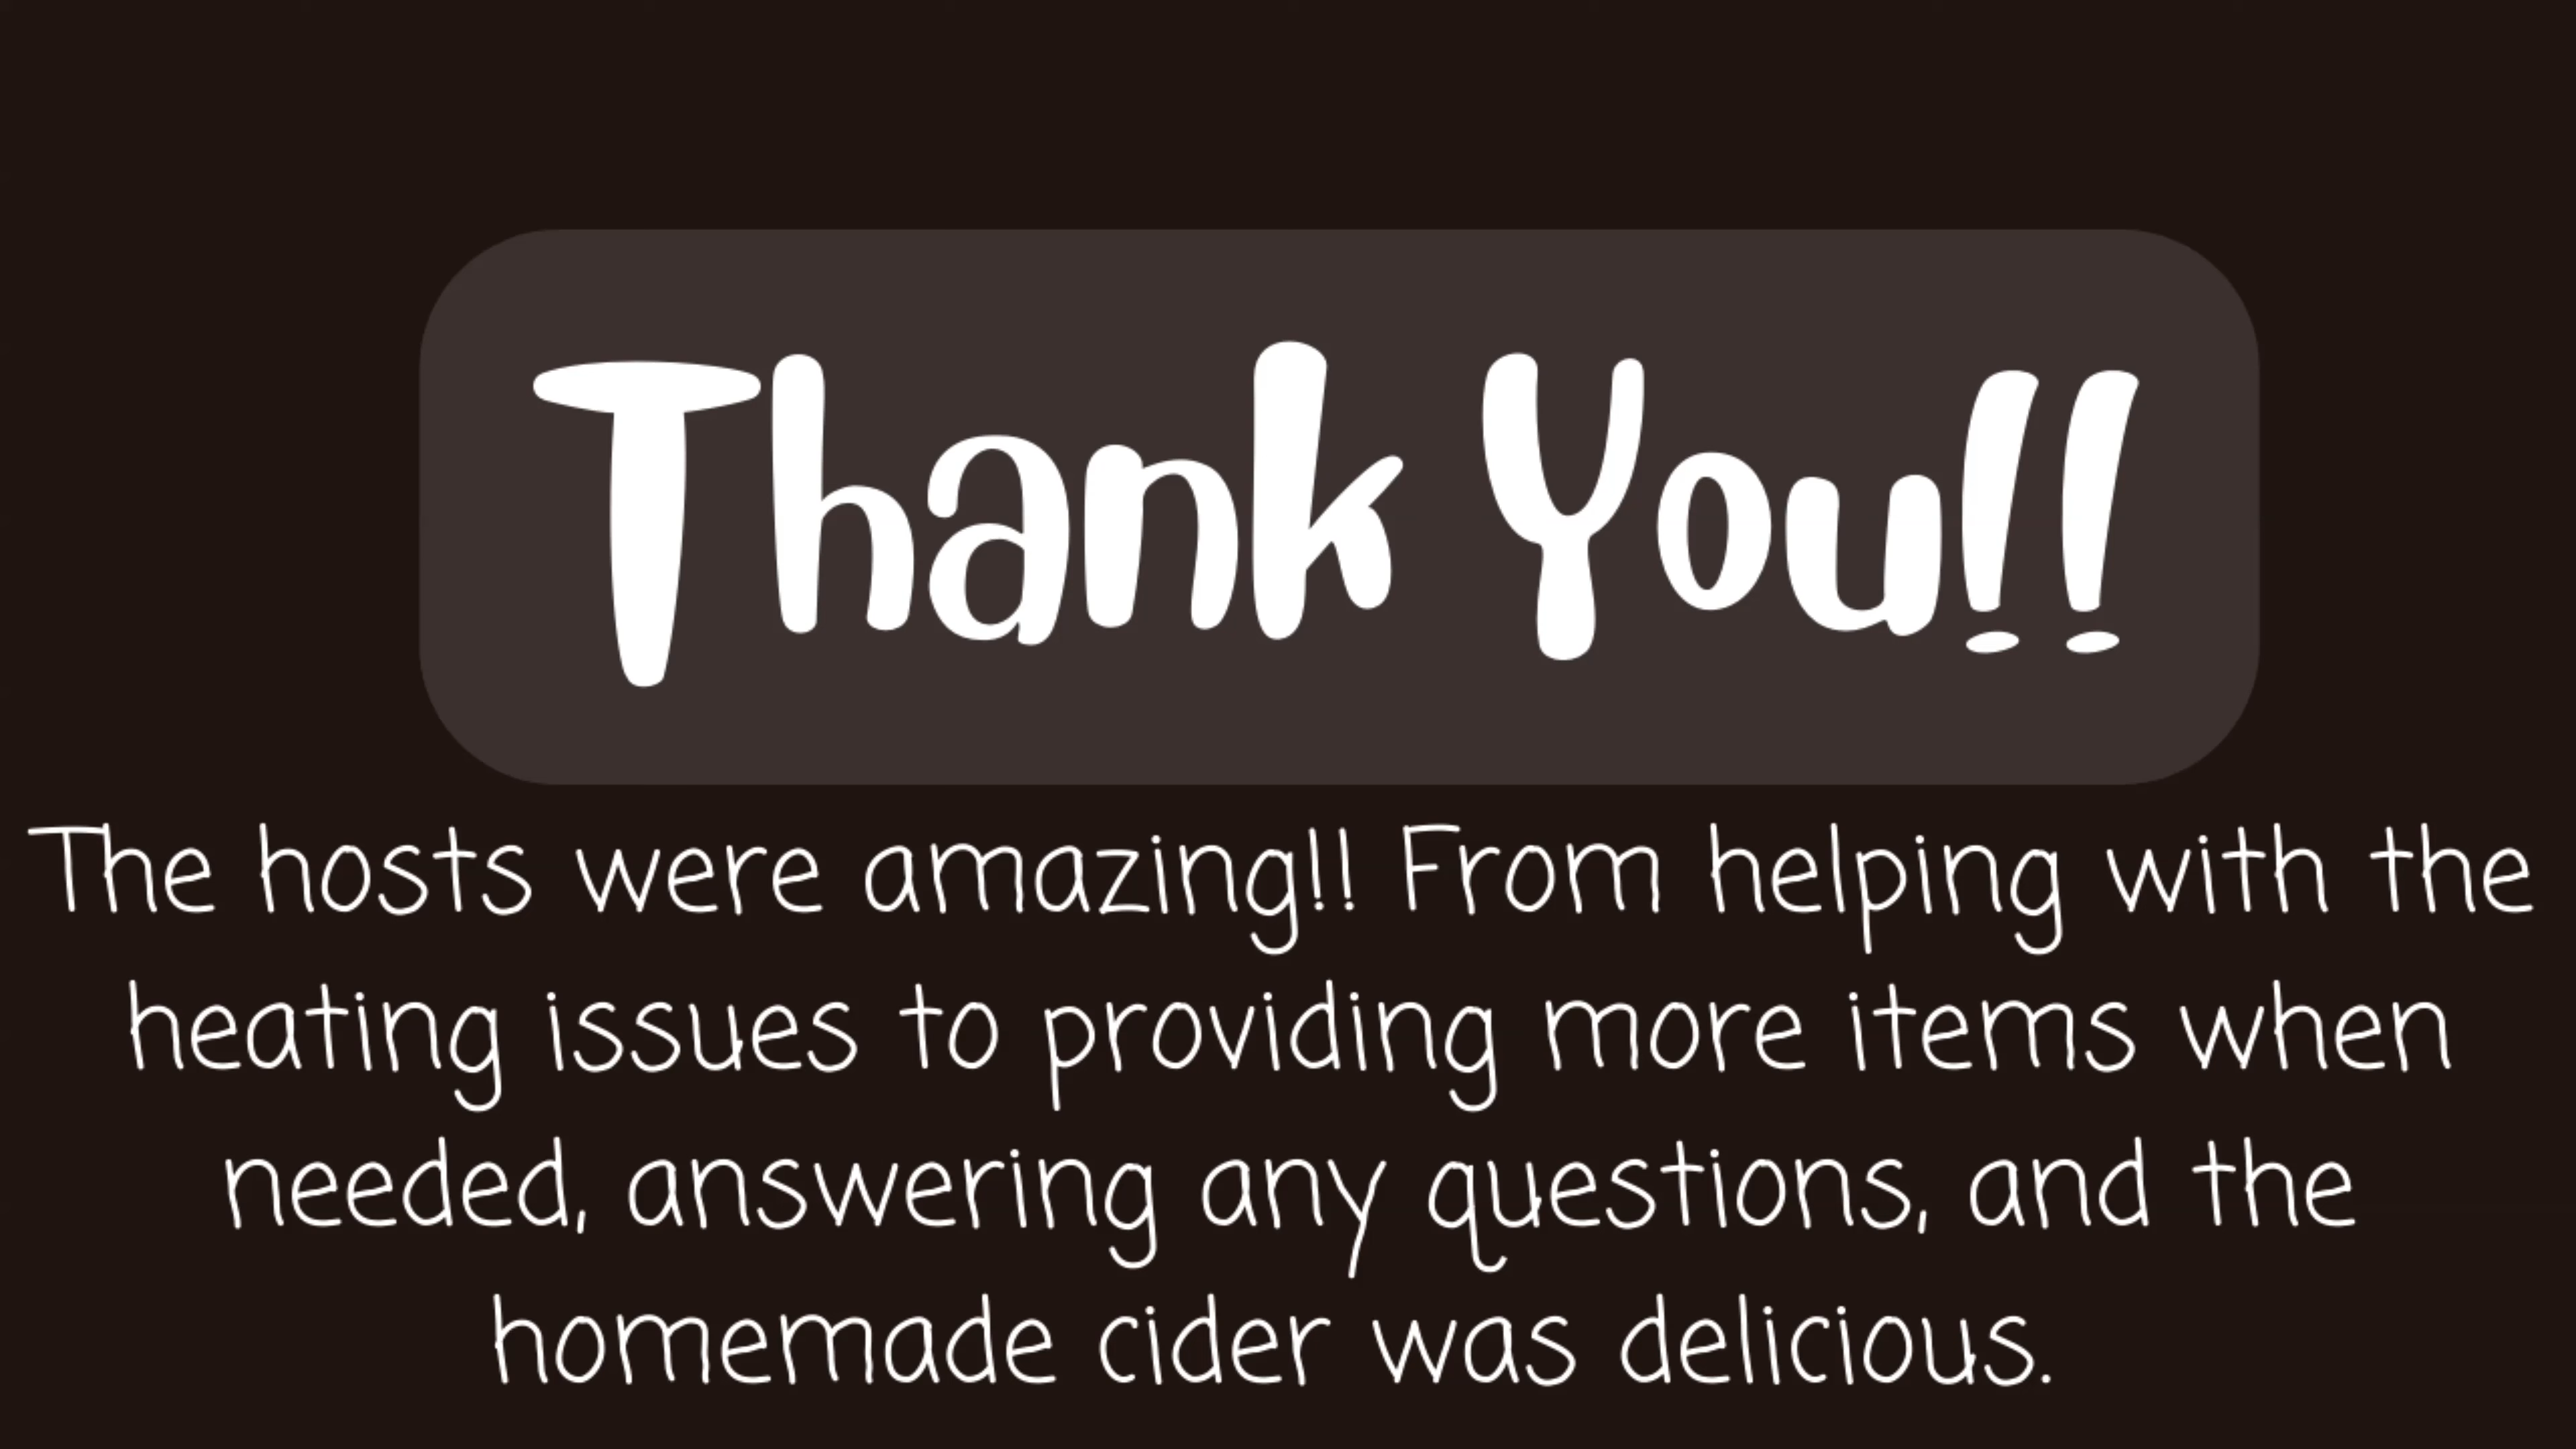 Thank You!!
The hosts were amazing!! From helping with the
heating issues to providing more items when
needed, answering any questions, and the
homemade cider was delicious.